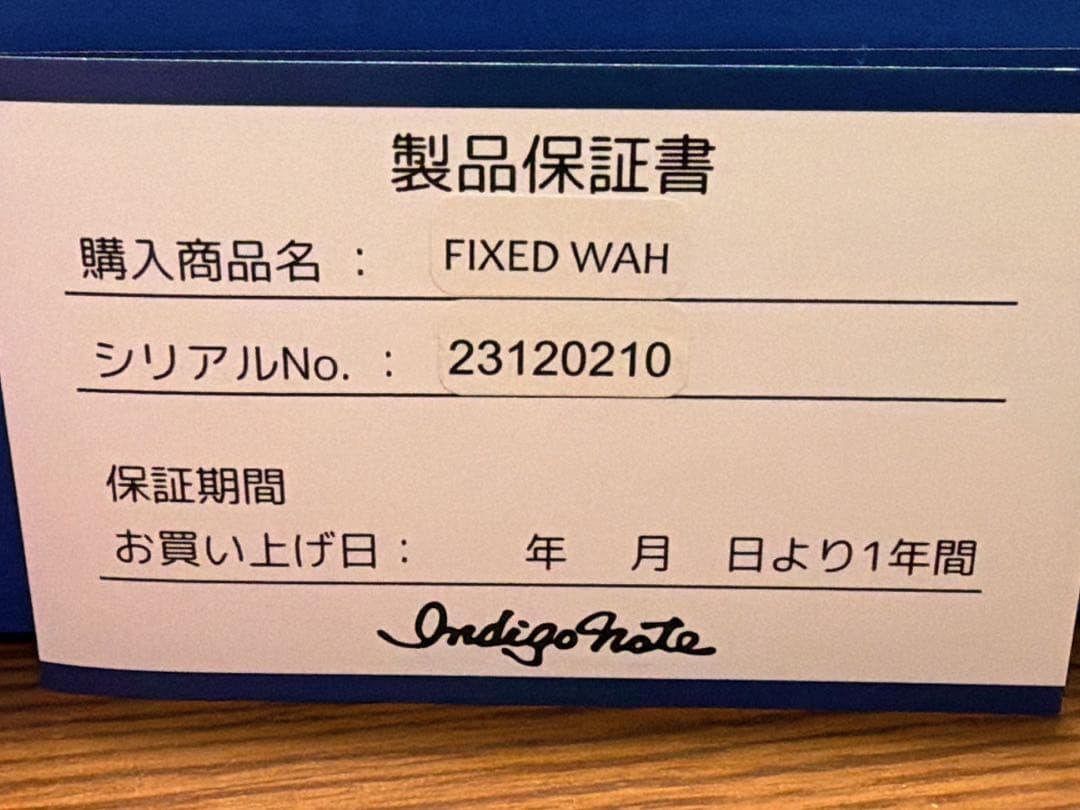 製品保証書
購入商品名 : FIXED WAH
シリアルNo. : 23120210
保証期間
お買い上げ日: 年 月 日より1年間
Indigo Note